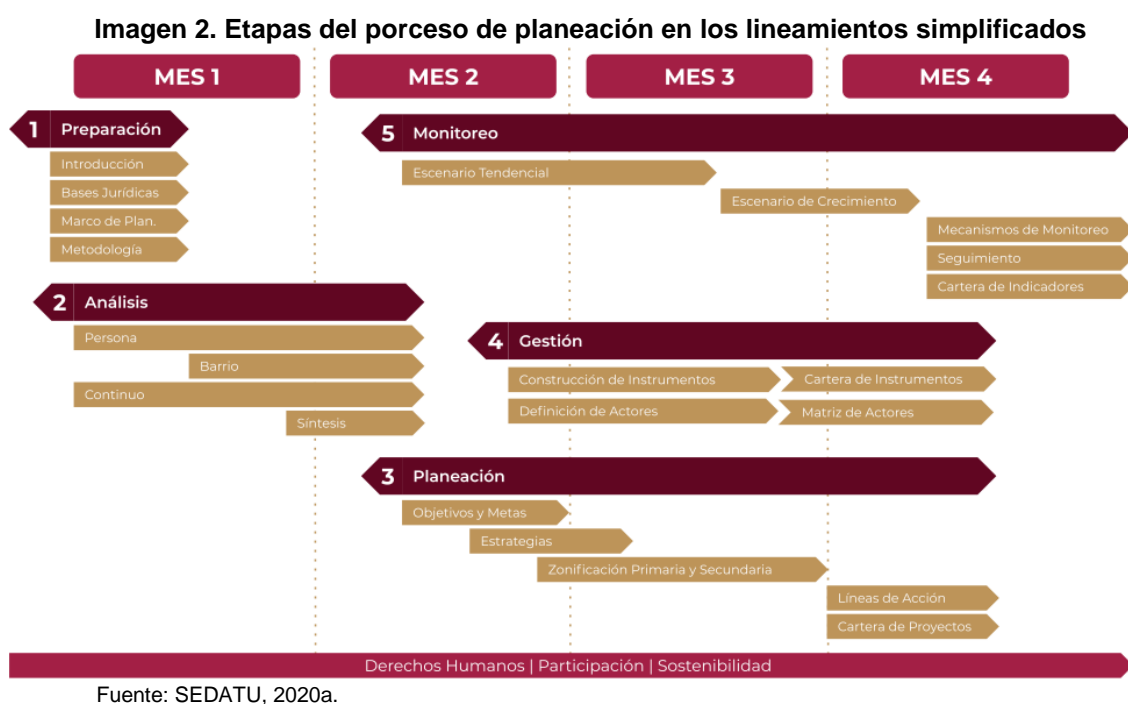 Imagen 2. Etapas del porceso de planeación en los lineamientos simplificados
MES 1
MES 2
MES 3
MES 4
1 Preparación
Introducción
Bases Jurídicas
Marco de Plan.
Metodología
5 Monitoreo
Escenario Tendencial
Escenario de Crecimiento
Mecanismos de Monitoreo
Seguimiento
Cartera de Indicadores
2 Análisis
Persona
Barrio
Continuo
Síntesis
4 Gestión
Construcción de Instrumentos
Cartera de Instrumentos
Definición de Actores
Matriz de Actores
3 Planeación
Objetivos y Metas
Estrategias
Zonificación Primaria y Secundaria
Líneas de Acción
Cartera de Proyectos
Derechos Humanos | Participación | Sostenibilidad
Fuente: SEDATU, 2020a.